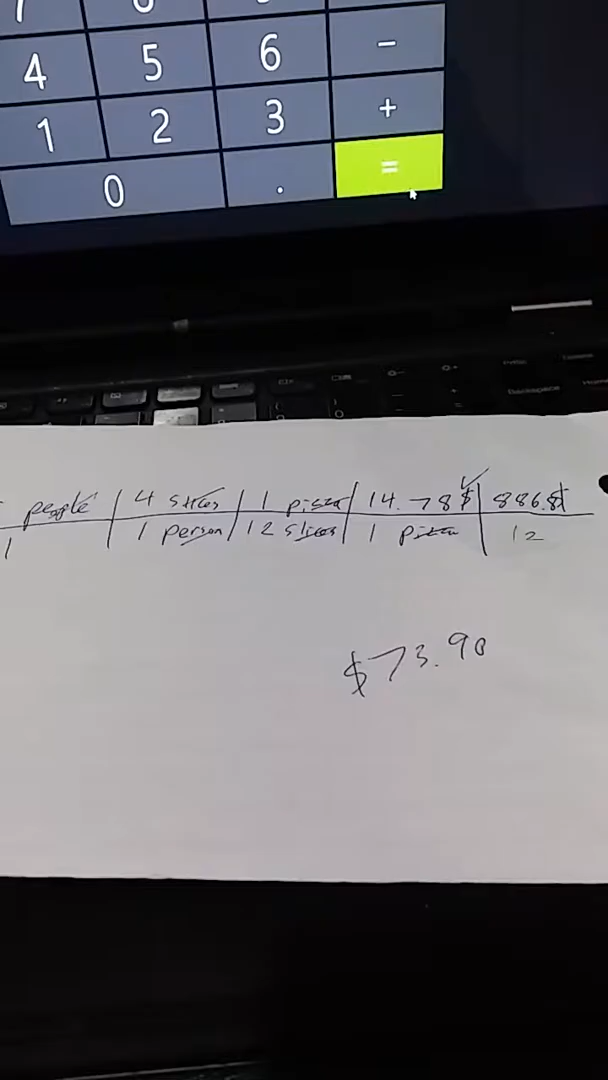 4 5 6 −
1 2 3 +
0 . =
Backspace
people | 4 slices | 1 pizza | 14.78 $ | 886.8
1 | 1 person | 12 slices | 1 pizza | 12
$73.90